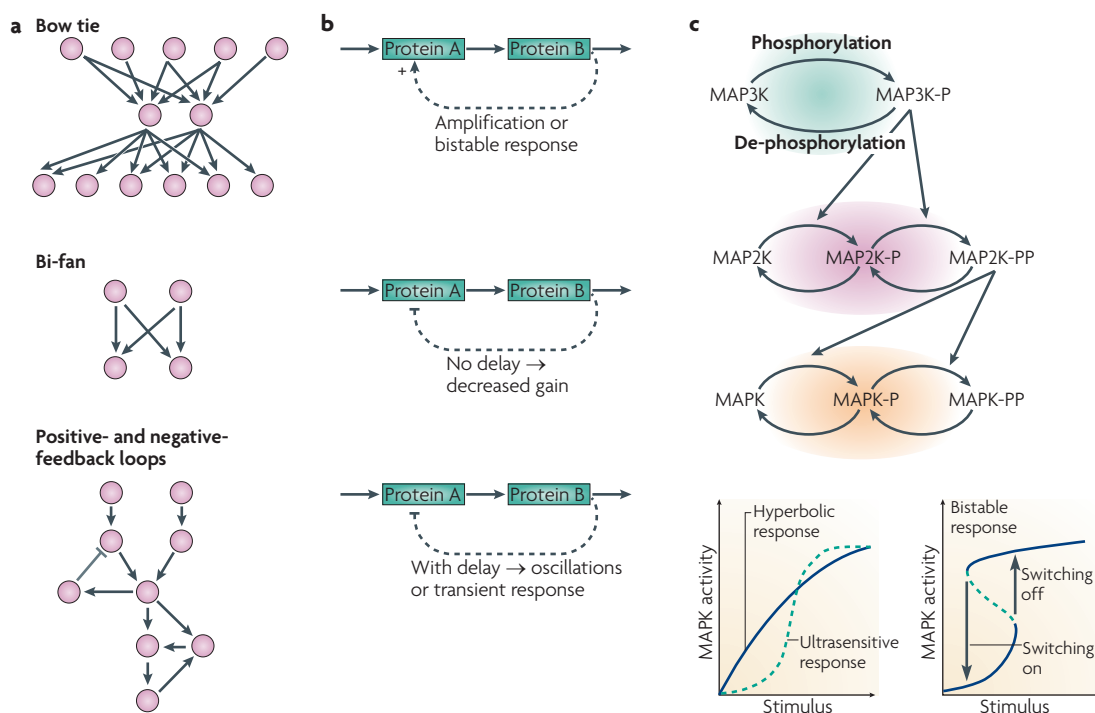 a
Bow tie
Bi-fan
Positive- and negative-
feedback loops
b
Protein A
Protein B
+
Amplification or
bistable response
Protein A
Protein B
No delay →
decreased gain
Protein A
Protein B
With delay → oscillations
or transient response
c
Phosphorylation
MAP3K
MAP3K-P
De-phosphorylation
MAP2K
MAP2K-P
MAP2K-PP
MAPK
MAPK-P
MAPK-PP
MAPK activity
Hyperbolic
response
Ultrasensitive
response
Stimulus
MAPK activity
Bistable
response
Switching
off
Switching
on
Stimulus